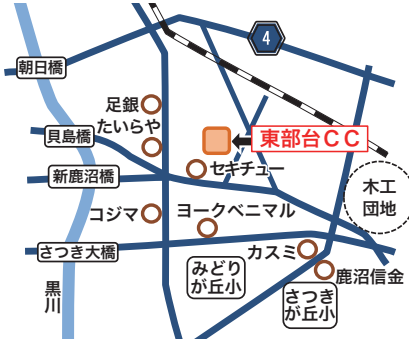 4
朝日橋
足銀
たいらや
貝島橋
東部台CC
セキチュー
新鹿沼橋
木工
団地
コジマ
ヨークベニマル
さつき大橋
カスミ
みどり
が丘小
鹿沼信金
黒川
さつき
が丘小